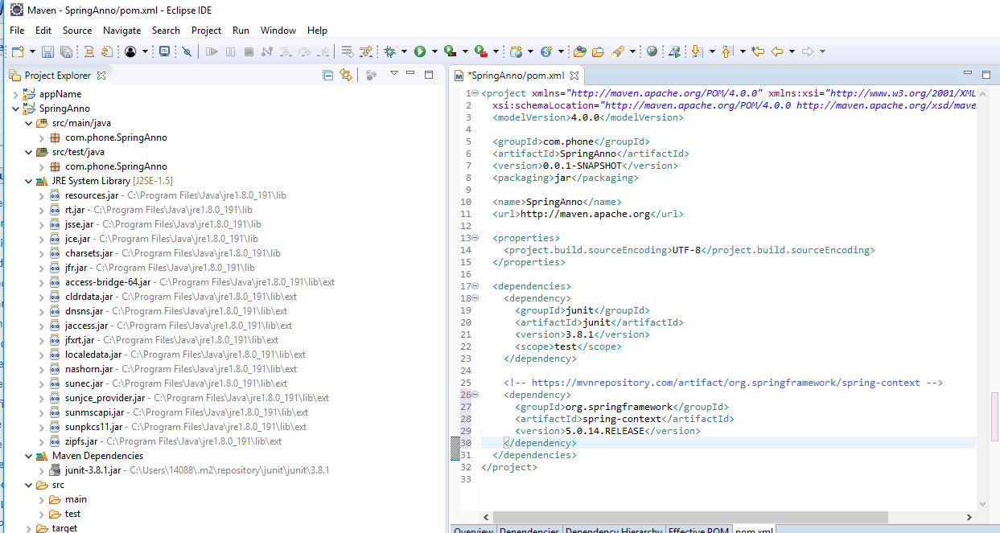 Maven - SpringAnno/pom.xml - Eclipse IDE
File Edit Source Navigate Search Project Run Window Help
Project Explorer
appName
SpringAnno
src/main/java
com.phone.SpringAnno
src/test/java
com.phone.SpringAnno
JRE System Library [J2SE-1.5]
resources.jar - C:\Program Files\Java\jre1.8.0_191\lib
rt.jar - C:\Program Files\Java\jre1.8.0_191\lib
jsse.jar - C:\Program Files\Java\jre1.8.0_191\lib
jce.jar - C:\Program Files\Java\jre1.8.0_191\lib
charsets.jar - C:\Program Files\Java\jre1.8.0_191\lib
jfr.jar - C:\Program Files\Java\jre1.8.0_191\lib
access-bridge-64.jar - C:\Program Files\Java\jre1.8.0_191\lib\ext
cldrdata.jar - C:\Program Files\Java\jre1.8.0_191\lib\ext
dnsns.jar - C:\Program Files\Java\jre1.8.0_191\lib\ext
jaccess.jar - C:\Program Files\Java\jre1.8.0_191\lib\ext
jfxrt.jar - C:\Program Files\Java\jre1.8.0_191\lib\ext
localedata.jar - C:\Program Files\Java\jre1.8.0_191\lib\ext
nashorn.jar - C:\Program Files\Java\jre1.8.0_191\lib\ext
sunec.jar - C:\Program Files\Java\jre1.8.0_191\lib\ext
sunjce_provider.jar - C:\Program Files\Java\jre1.8.0_191\lib\ext
sunmscapi.jar - C:\Program Files\Java\jre1.8.0_191\lib\ext
sunpkcs11.jar - C:\Program Files\Java\jre1.8.0_191\lib\ext
zipfs.jar - C:\Program Files\Java\jre1.8.0_191\lib\ext
Maven Dependencies
junit-3.8.1.jar - C:\Users\14088\.m2\repository\junit\junit\3.8.1
src
main
test
target
*SpringAnno/pom.xml
1 <project xmlns="http://maven.apache.org/POM/4.0.0" xmlns:xsi="http://www.w3.org/2001/XML
2 xsi:schemaLocation="http://maven.apache.org/POM/4.0.0 http://maven.apache.org/xsd/mave
3 <modelVersion>4.0.0</modelVersion>
4
5 <groupId>com.phone</groupId>
6 <artifactId>SpringAnno</artifactId>
7 <version>0.0.1-SNAPSHOT</version>
8 <packaging>jar</packaging>
9
10 <name>SpringAnno</name>
11 <url>http://maven.apache.org</url>
12
13 <properties>
14 <project.build.sourceEncoding>UTF-8</project.build.sourceEncoding>
15 </properties>
16
17 <dependencies>
18 <dependency>
19 <groupId>junit</groupId>
20 <artifactId>junit</artifactId>
21 <version>3.8.1</version>
22 <scope>test</scope>
23 </dependency>
24
25 <!-- https://mvnrepository.com/artifact/org.springframework/spring-context -->
26 <dependency>
27 <groupId>org.springframework</groupId>
28 <artifactId>spring-context</artifactId>
29 <version>5.0.14.RELEASE</version>
30 </dependency>
31 </dependencies>
32 </project>
33
Overview Dependencies Dependency Hierarchy Effective POM pom.xml